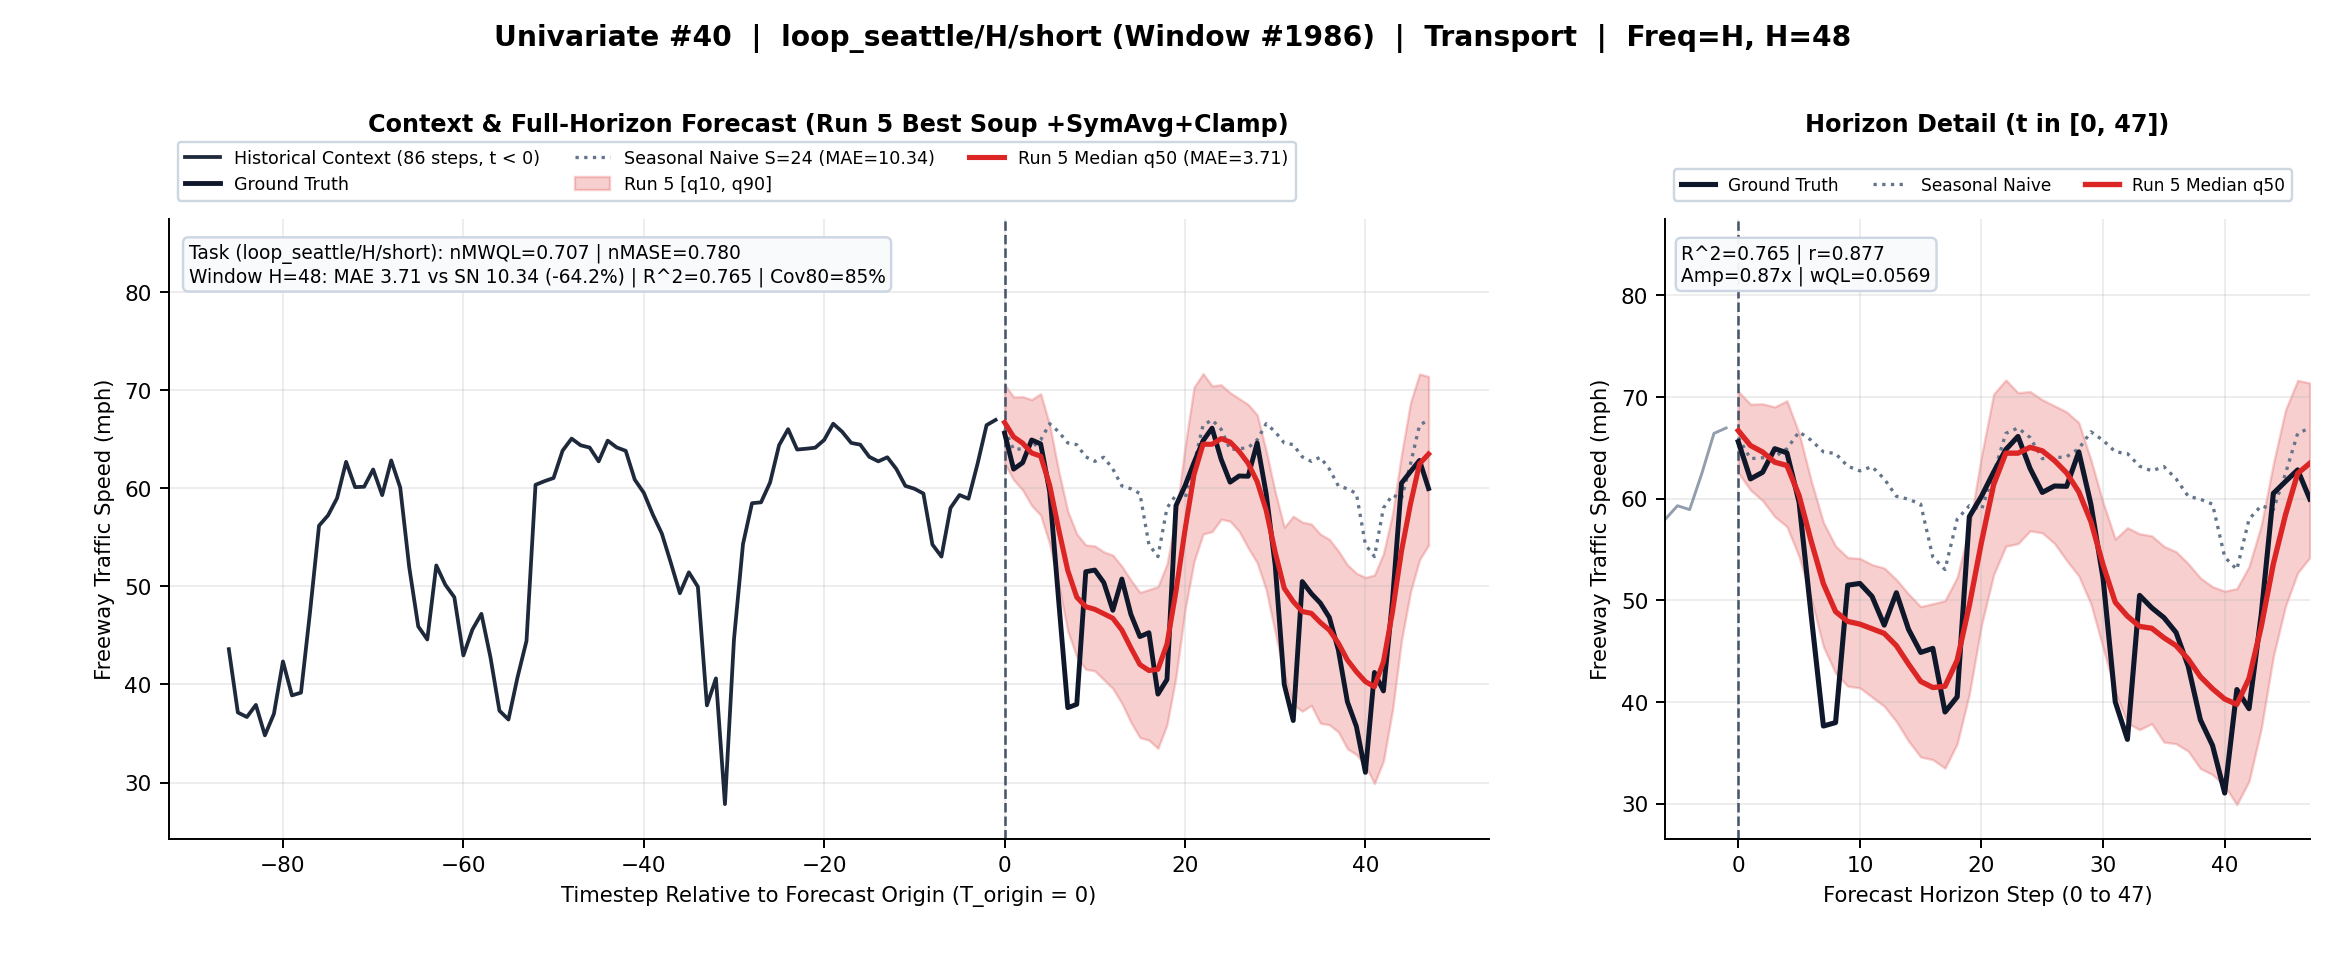 Univariate #40 | loop_seattle/H/short (Window #1986) | Transport | Freq=H, H=48
Context & Full-Horizon Forecast (Run 5 Best Soup +SymAvg+Clamp)
Historical Context (86 steps, t < 0)
Ground Truth
Seasonal Naive S=24 (MAE=10.34)
Run 5 [q10, q90]
Run 5 Median q50 (MAE=3.71)
Task (loop_seattle/H/short): nMWQL=0.707 | nMASE=0.780
Window H=48: MAE 3.71 vs SN 10.34 (-64.2%) | R^2=0.765 | Cov80=85%
Freeway Traffic Speed (mph)
80
70
60
50
40
30
−80
−60
−40
−20
0
20
40
Timestep Relative to Forecast Origin (T_origin = 0)
Horizon Detail (t in [0, 47])
Ground Truth
Seasonal Naive
Run 5 Median q50
R^2=0.765 | r=0.877
Amp=0.87x | wQL=0.0569
Freeway Traffic Speed (mph)
80
70
60
50
40
30
0
10
20
30
40
Forecast Horizon Step (0 to 47)